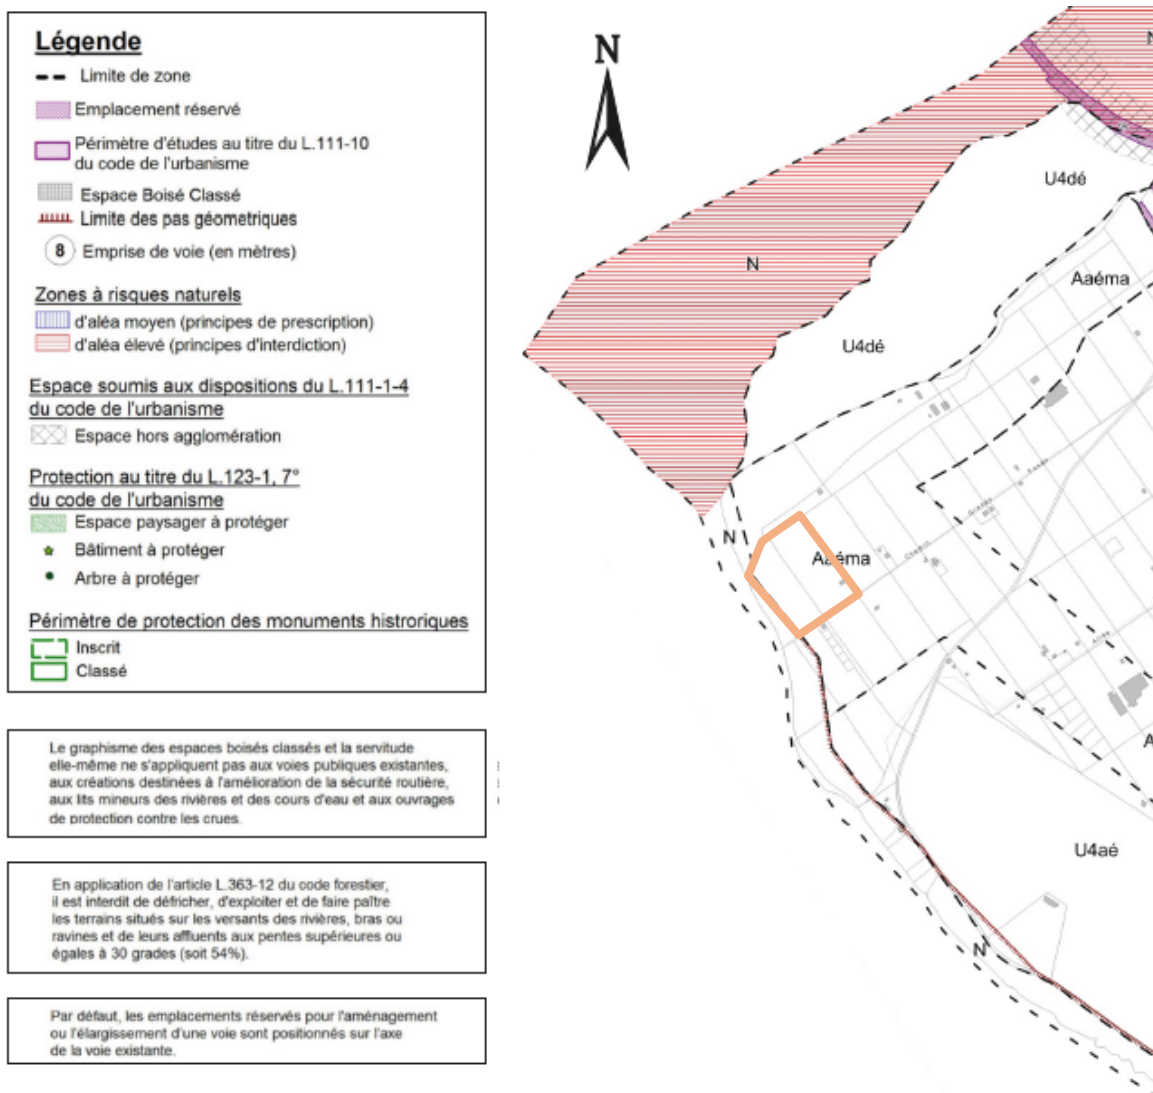 Légende
Limite de zone
Emplacement réservé
Périmètre d'études au titre du L.111-10
du code de l'urbanisme
Espace Boisé Classé
Limite des pas géometriques
8 Emprise de voie (en mètres)
Zones à risques naturels
d'aléa moyen (principes de prescription)
d'aléa élevé (principes d'interdiction)
Espace soumis aux dispositions du L.111-1-4
du code de l'urbanisme
Espace hors agglomération
Protection au titre du L.123-1, 7°
du code de l'urbanisme
Espace paysager à protéger
Bâtiment à protéger
Arbre à protéger
Périmètre de protection des monuments histroriques
Inscrit
Classé
Le graphisme des espaces boisés classés et la servitude
elle-même ne s'appliquent pas aux voies publiques existantes,
aux créations destinées à l'amélioration de la sécurité routière,
aux lits mineurs des rivières et des cours d'eau et aux ouvrages
de protection contre les crues.
En application de l'article L.363-12 du code forestier,
il est interdit de défricher, d'exploiter et de faire paître
les terrains situés sur les versants des rivières, bras ou
ravines et de leurs affluents aux pentes supérieures ou
égales à 30 grades (soit 54%).
Par défaut, les emplacements réservés pour l'aménagement
ou l'élargissement d'une voie sont positionnés sur l'axe
de la voie existante.
N
N
U4dé
N
Aaéma
U4dé
N
Aaéma
Chemin
A
U4aé
N